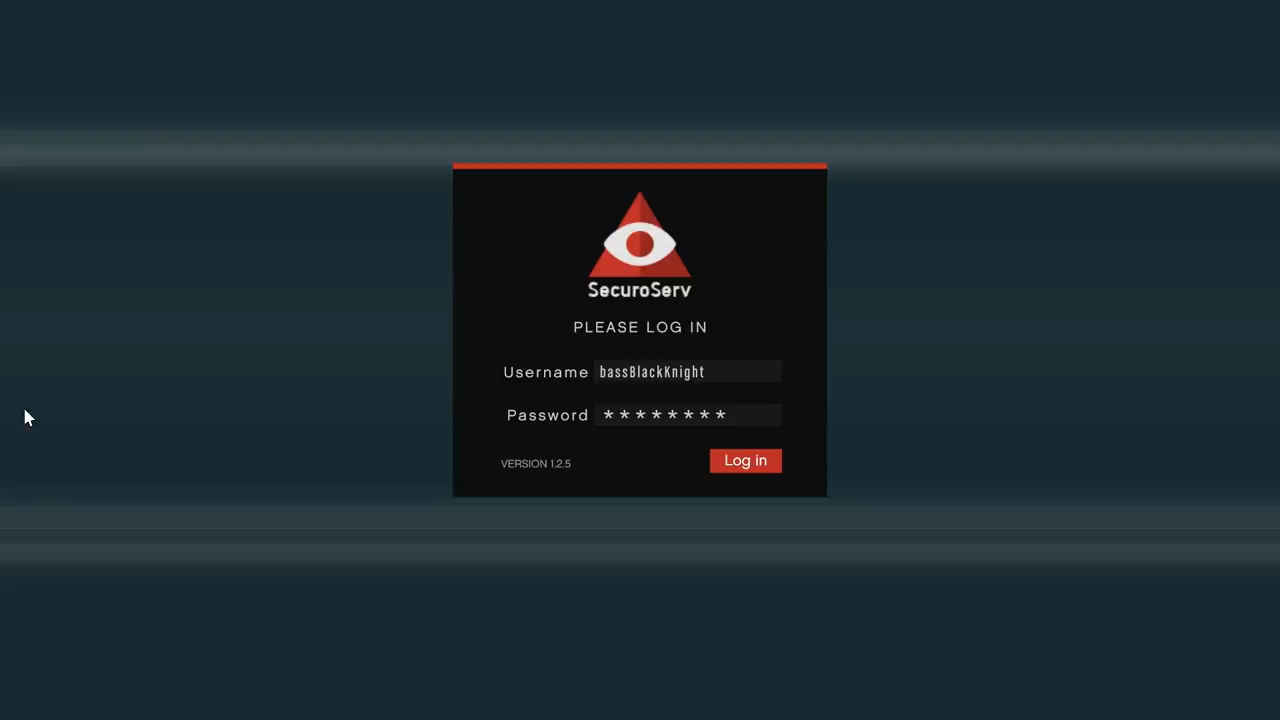 SecuroServ
PLEASE LOG IN
Username bassBlackKnight
Password ********
VERSION 1.2.5 Log in